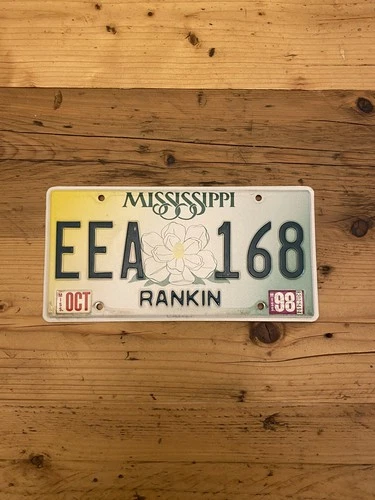 MISSISSIPPI
EEA 168
RANKIN
OCT
98